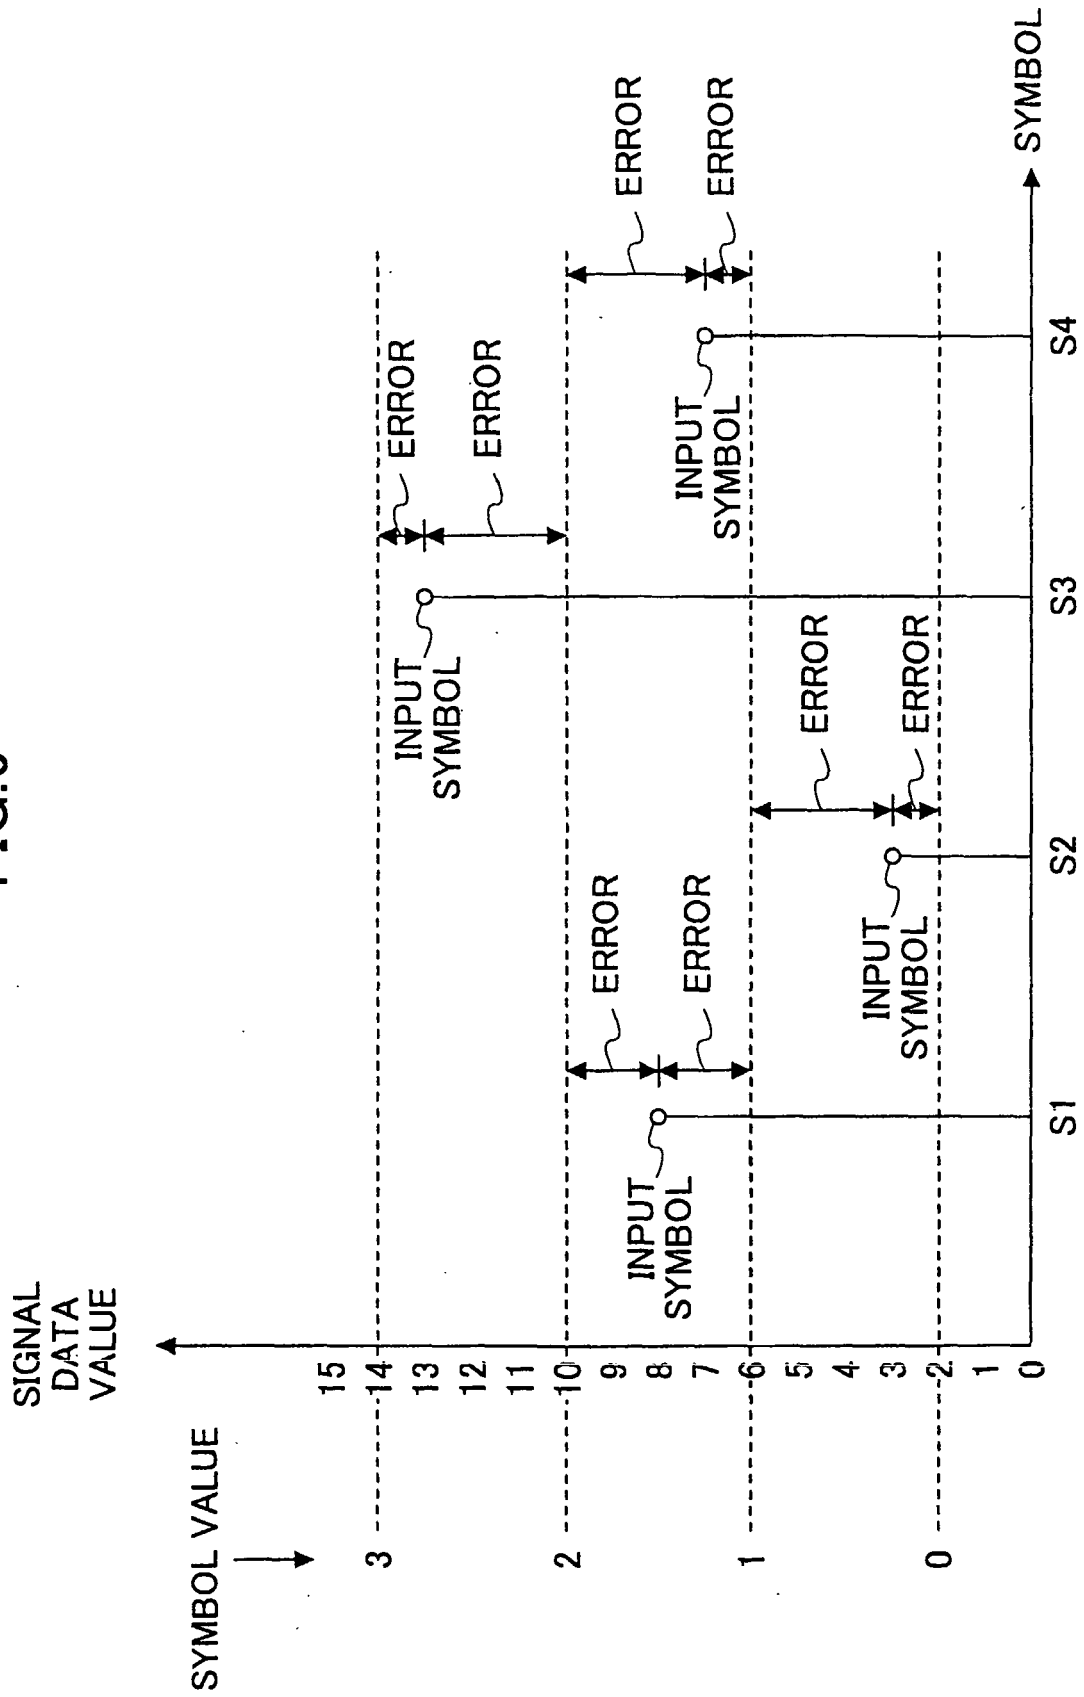 SIGNAL
DATA
VALUE
SYMBOL VALUE
15
14
13
12
11
10
9
8
7
6
5
4
3
2
1
0
3
2
1
0
INPUT
SYMBOL
ERROR
ERROR
S1
INPUT
SYMBOL
ERROR
ERROR
S2
INPUT
SYMBOL
ERROR
ERROR
S3
INPUT
SYMBOL
ERROR
ERROR
S4
SYMBOL